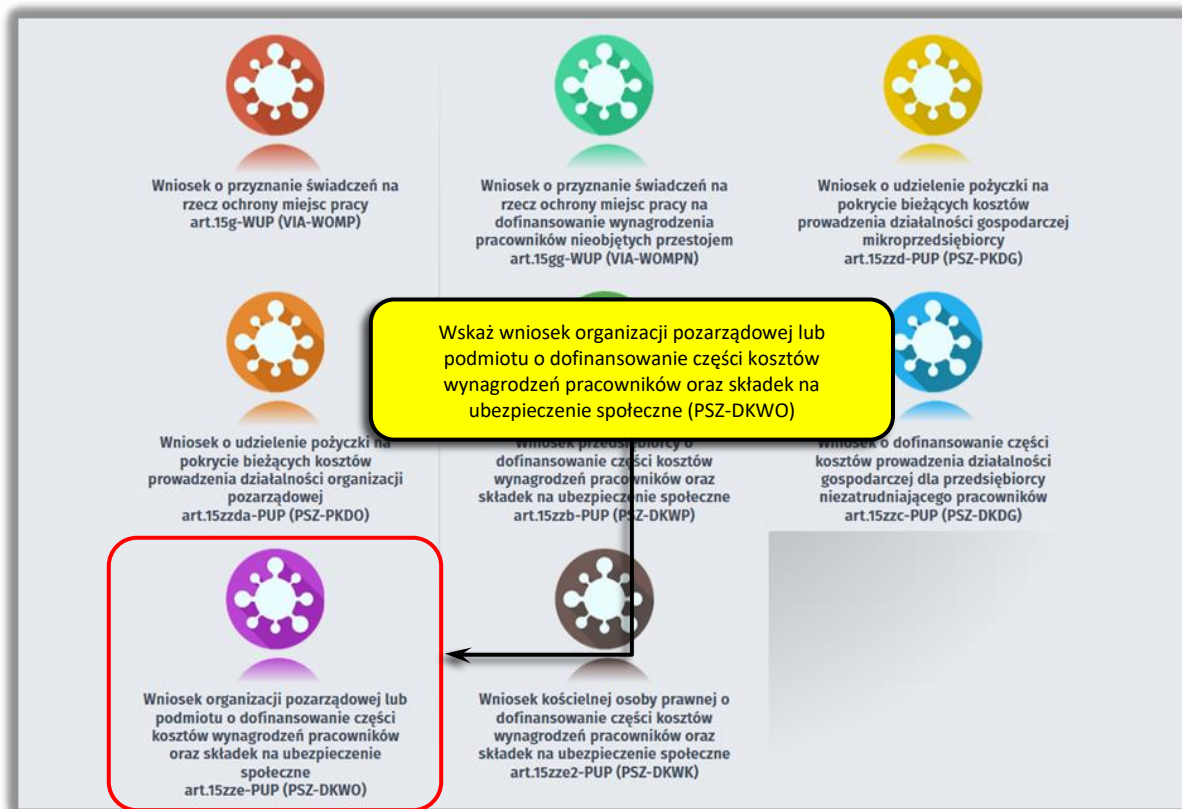 Wniosek o przyznanie świadczeń na
rzecz ochrony miejsc pracy
art.15g-WUP (VIA-WOMP)
Wniosek o przyznanie świadczeń na
rzecz ochrony miejsc pracy na
dofinansowanie wynagrodzenia
pracowników nieobjętych przestojem
art.15gg-WUP (VIA-WOMPN)
Wniosek o udzielenie pożyczki na
pokrycie bieżących kosztów
prowadzenia działalności gospodarczej
mikroprzedsiębiorcy
art.15zzd-PUP (PSZ-PKDG)
Wskaż wniosek organizacji pozarządowej lub
podmiotu o dofinansowanie części kosztów
wynagrodzeń pracowników oraz składek na
ubezpieczenie społeczne (PSZ-DKWO)
Wniosek o udzielenie pożyczki na
pokrycie bieżących kosztów
prowadzenia działalności organizacji
pozarządowej
art.15zzda-PUP (PSZ-PKDO)
Wniosek przedsiębiorcy o
dofinansowanie części kosztów
wynagrodzeń pracowników oraz
składek na ubezpieczenie społeczne
art.15zzb-PUP (PSZ-DKWP)
Wniosek o dofinansowanie części
kosztów prowadzenia działalności
gospodarczej dla przedsiębiorcy
niezatrudniającego pracowników
art.15zzc-PUP (PSZ-DKDG)
Wniosek organizacji pozarządowej lub
podmiotu o dofinansowanie części
kosztów wynagrodzeń pracowników
oraz składek na ubezpieczenie
społeczne
art.15zze-PUP (PSZ-DKWO)
Wniosek kościelnej osoby prawnej o
dofinansowanie części kosztów
wynagrodzeń pracowników oraz
składek na ubezpieczenie społeczne
art.15zze2-PUP (PSZ-DKWK)